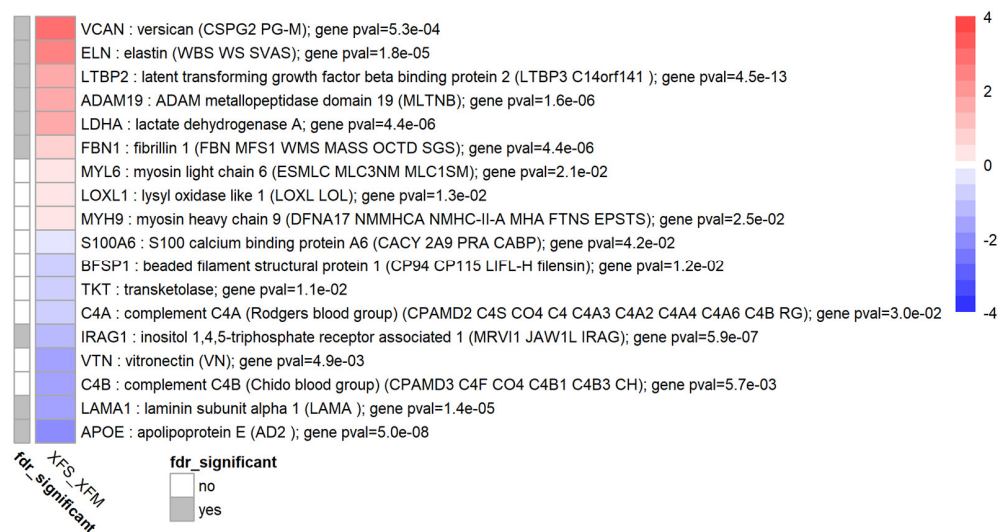 VCAN : versican (CSPG2 PG-M); gene pval=5.3e-04
ELN : elastin (WBS WS SVAS); gene pval=1.8e-05
LTBP2 : latent transforming growth factor beta binding protein 2 (LTBP3 C14orf141 ); gene pval=4.5e-13
ADAM19 : ADAM metallopeptidase domain 19 (MLTNB); gene pval=1.6e-06
LDHA : lactate dehydrogenase A; gene pval=4.4e-06
FBN1 : fibrillin 1 (FBN MFS1 WMS MASS OCTD SGS); gene pval=4.4e-06
MYL6 : myosin light chain 6 (ESMLC MLC3NM MLC1SM); gene pval=2.1e-02
LOXL1 : lysyl oxidase like 1 (LOXL LOL); gene pval=1.3e-02
MYH9 : myosin heavy chain 9 (DFNA17 NMMHCA NMHC-II-A MHA FTNS EPSTS); gene pval=2.5e-02
S100A6 : S100 calcium binding protein A6 (CACY 2A9 PRA CABP); gene pval=4.2e-02
BFSP1 : beaded filament structural protein 1 (CP94 CP115 LIFL-H filensin); gene pval=1.2e-02
TKT : transketolase; gene pval=1.1e-02
C4A : complement C4A (Rodgers blood group) (CPAMD2 C4S CO4 C4 C4A3 C4A2 C4A4 C4A6 C4B RG); gene pval=3.0e-02
IRAG1 : inositol 1,4,5-triphosphate receptor associated 1 (MRVI1 JAW1L IRAG); gene pval=5.9e-07
VTN : vitronectin (VN); gene pval=4.9e-03
C4B : complement C4B (Chido blood group) (CPAMD3 C4F CO4 C4B1 C4B3 CH); gene pval=5.7e-03
LAMA1 : laminin subunit alpha 1 (LAMA ); gene pval=1.4e-05
APOE : apolipoprotein E (AD2 ); gene pval=5.0e-08
fdr_significant
XFS_XFM
fdr_significant
no
yes
4
2
0
-2
-4